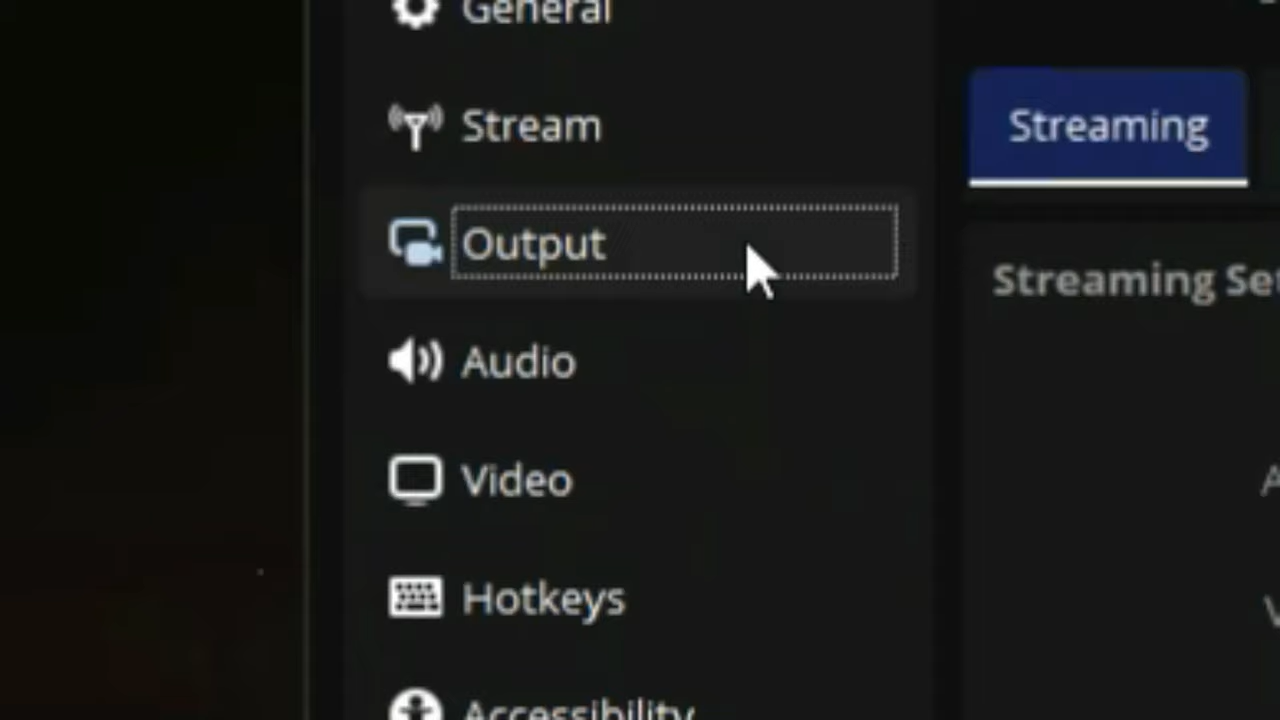 General
Stream
Streaming
Output
Streaming Se
Audio
Video
Hotkeys
Accessibility